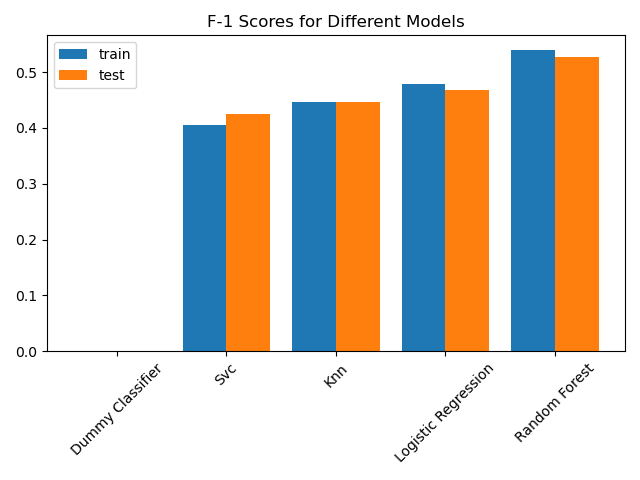 F-1 Scores for Different Models
train
test
0.5
0.4
0.3
0.2
0.1
0.0
Dummy Classifier
Svc
Knn
Logistic Regression
Random Forest